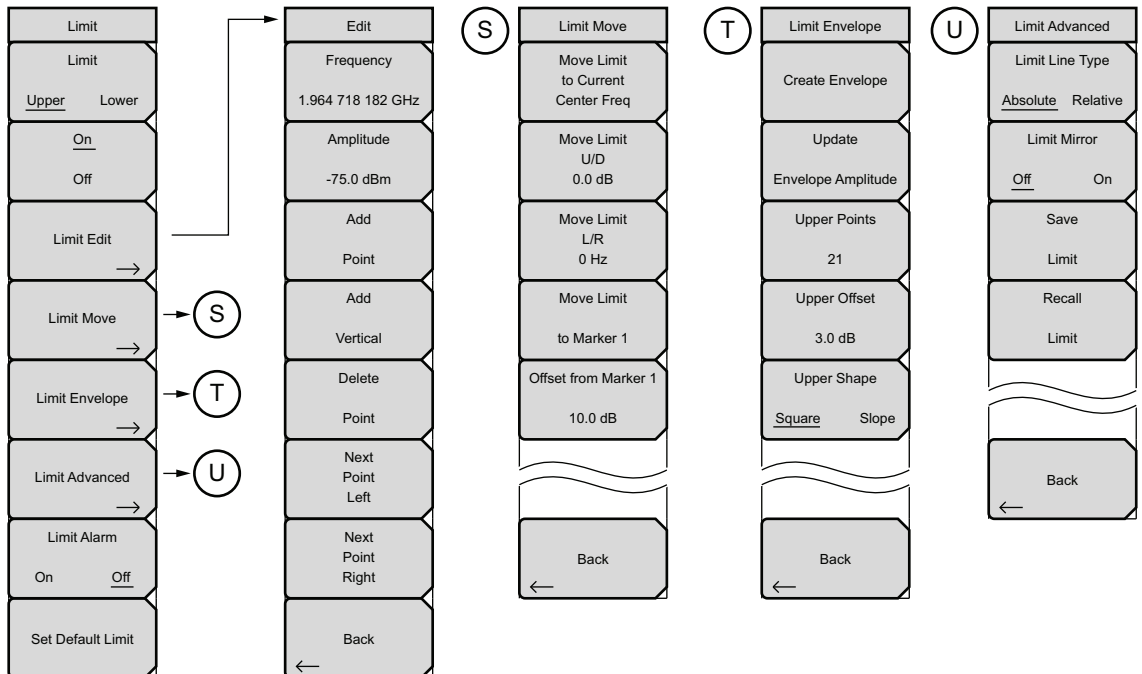 Limit
Limit
Upper Lower
On
Off
Limit Edit
Limit Move
Limit Envelope
Limit Advanced
Limit Alarm
On Off
Set Default Limit
S
T
U
Edit
Frequency
1.964 718 182 GHz
Amplitude
-75.0 dBm
Add
Point
Add
Vertical
Delete
Point
Next
Point
Left
Next
Point
Right
Back
S
Limit Move
Move Limit
to Current
Center Freq
Move Limit
U/D
0.0 dB
Move Limit
L/R
0 Hz
Move Limit
to Marker 1
Offset from Marker 1
10.0 dB
Back
T
Limit Envelope
Create Envelope
Update
Envelope Amplitude
Upper Points
21
Upper Offset
3.0 dB
Upper Shape
Square Slope
Back
U
Limit Advanced
Limit Line Type
Absolute Relative
Limit Mirror
Off On
Save
Limit
Recall
Limit
Back